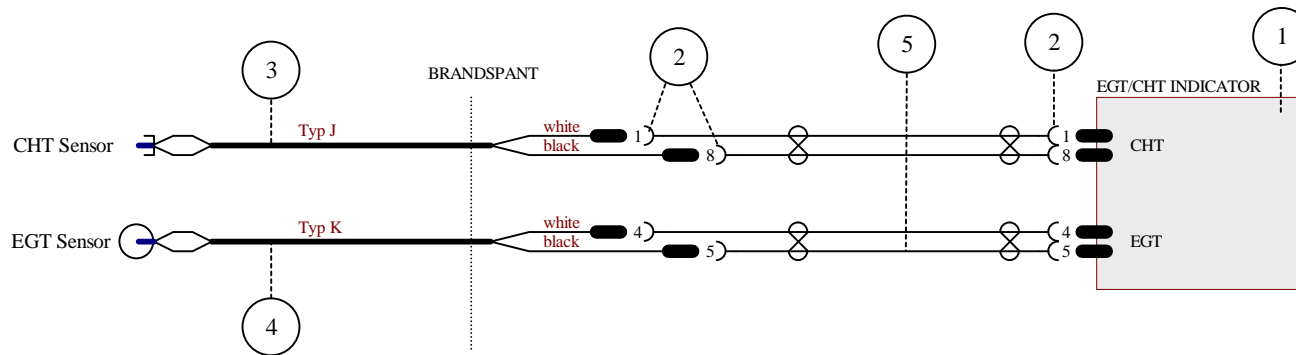 3 2 5 2 1
BRANDSPANT
EGT/CHT INDICATOR
CHT Sensor Typ J white 1 1 CHT
black 8 8
EGT Sensor Typ K white 4 4 EGT
black 5 5
4